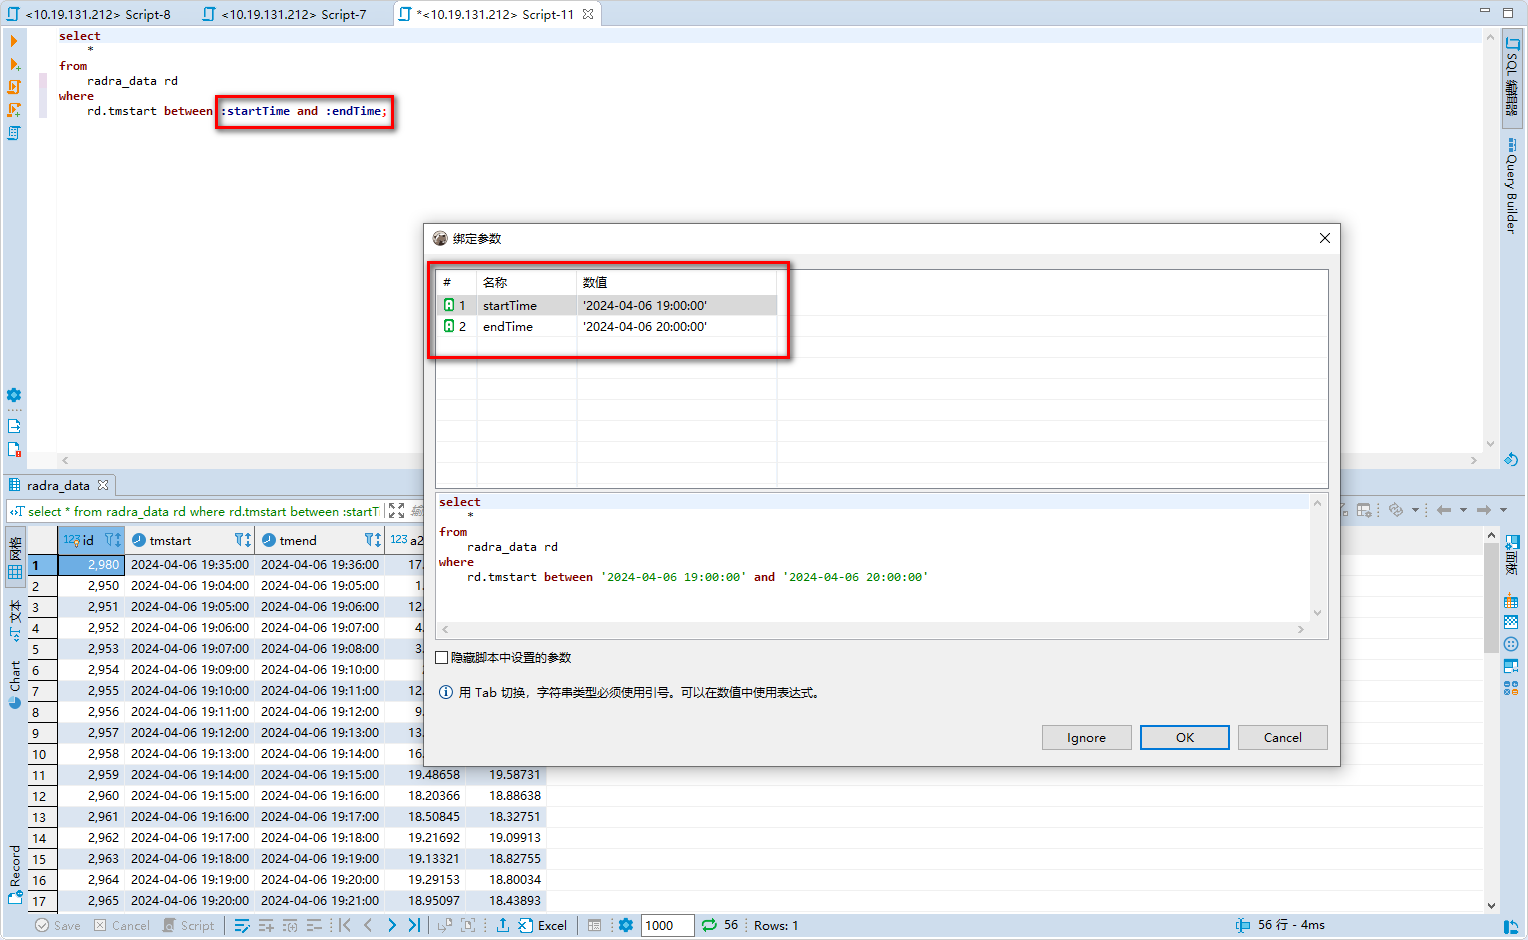 <10.19.131.212> Script-8
<10.19.131.212> Script-7
*<10.19.131.212> Script-11
select
*
from
radra_data rd
where
rd.tmstart between :startTime and :endTime;
SQL 编辑器
Query Builder
绑定参数
# 名称 数值
1 startTime '2024-04-06 19:00:00'
2 endTime '2024-04-06 20:00:00'
select
*
from
radra_data rd
where
rd.tmstart between '2024-04-06 19:00:00' and '2024-04-06 20:00:00'
隐藏脚本中设置的参数
用 Tab 切换，字符串类型必须使用引号。可以在数值中使用表达式。
Ignore OK Cancel
radra_data
select * from radra_data rd where rd.tmstart between :startT
网格
文本
Chart
Record
面板
123 id tmstart tmend 123 a2
1 2,980 2024-04-06 19:35:00 2024-04-06 19:36:00 17.
2 2,950 2024-04-06 19:04:00 2024-04-06 19:05:00 1.
3 2,951 2024-04-06 19:05:00 2024-04-06 19:06:00 12.
4 2,952 2024-04-06 19:06:00 2024-04-06 19:07:00 4.
5 2,953 2024-04-06 19:07:00 2024-04-06 19:08:00 3.
6 2,954 2024-04-06 19:09:00 2024-04-06 19:10:00
7 2,955 2024-04-06 19:10:00 2024-04-06 19:11:00 12.
8 2,956 2024-04-06 19:11:00 2024-04-06 19:12:00 9.
9 2,957 2024-04-06 19:12:00 2024-04-06 19:13:00 13.
10 2,958 2024-04-06 19:13:00 2024-04-06 19:14:00 16.
11 2,959 2024-04-06 19:14:00 2024-04-06 19:15:00 19.48658 19.58731
12 2,960 2024-04-06 19:15:00 2024-04-06 19:16:00 18.20366 18.88638
13 2,961 2024-04-06 19:16:00 2024-04-06 19:17:00 18.50845 18.32751
14 2,962 2024-04-06 19:17:00 2024-04-06 19:18:00 19.21692 19.09913
15 2,963 2024-04-06 19:18:00 2024-04-06 19:19:00 19.13321 18.82755
16 2,964 2024-04-06 19:19:00 2024-04-06 19:20:00 19.29153 18.80034
17 2,965 2024-04-06 19:20:00 2024-04-06 19:21:00 18.95097 18.43893
Save Cancel Script Excel 1000 56 Rows: 1 56 行 - 4ms